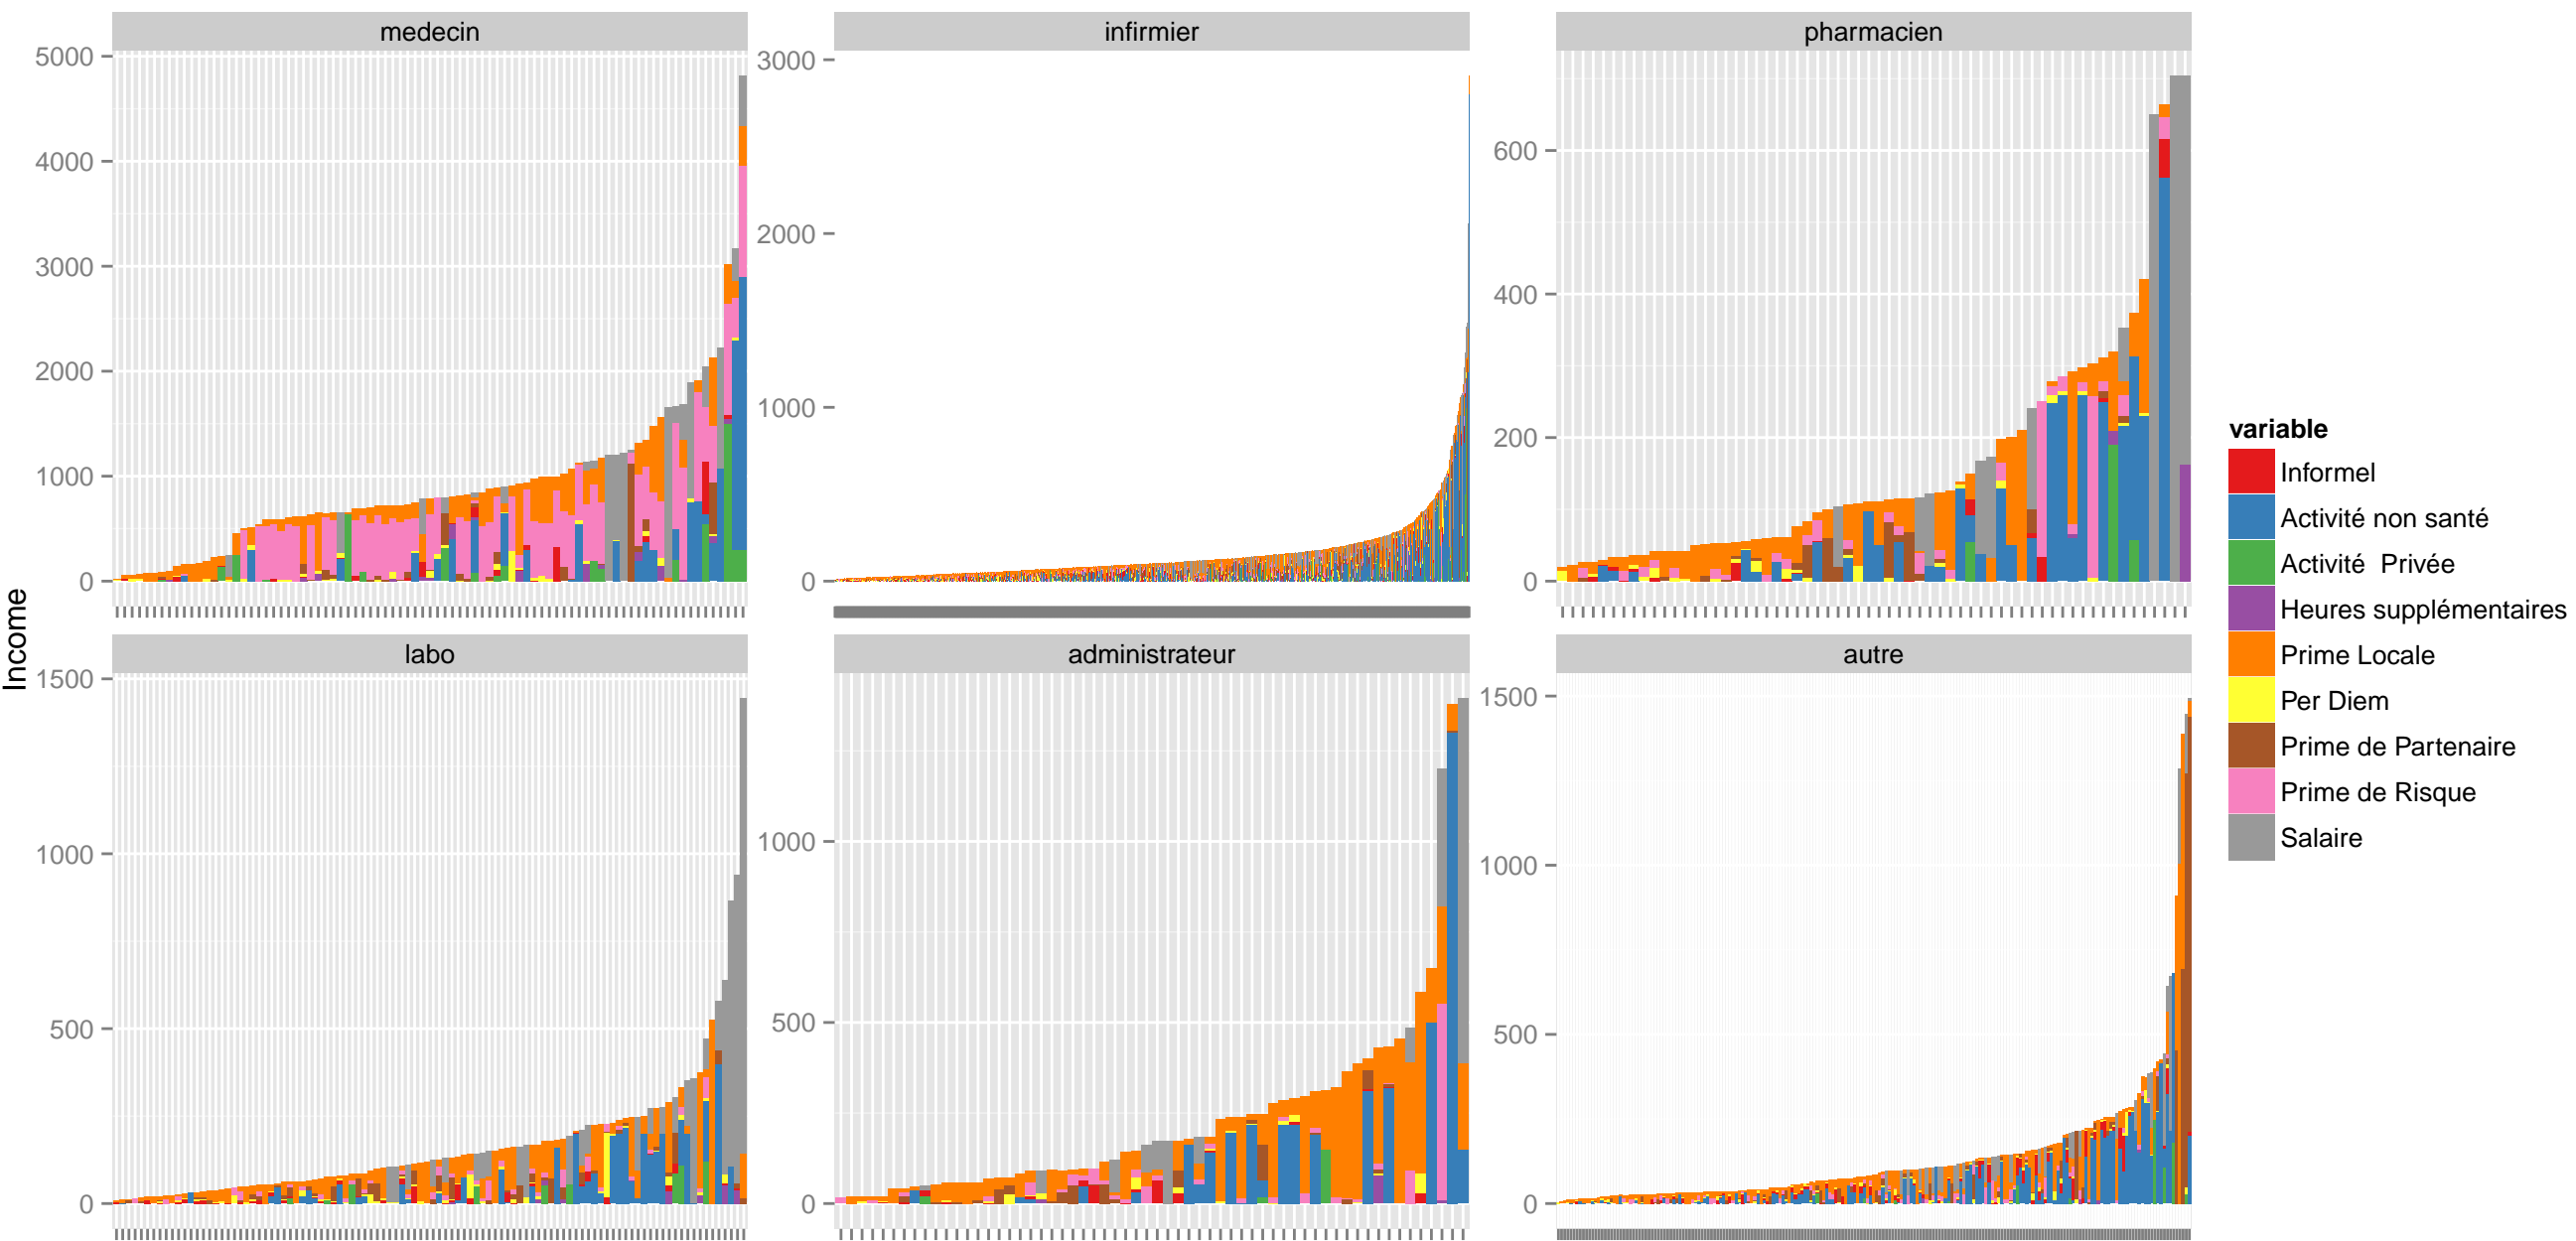 medecin
infirmier
pharmacien
5000
4000
3000
2000
1000
0
3000
2000
1000
0
600
400
200
0
labo
administrateur
autre
1500
1000
500
0
1000
500
0
1500
1000
500
0
Income
variable
Informel
Activité non santé
Activité  Privée
Heures supplémentaires
Prime Locale
Per Diem
Prime de Partenaire
Prime de Risque
Salaire